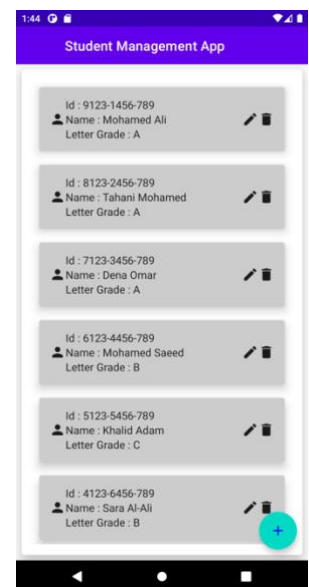 1:44
Student Management App
Id : 9123-1456-789
Name : Mohamed Ali
Letter Grade : A
Id : 8123-2456-789
Name : Tahani Mohamed
Letter Grade : A
Id : 7123-3456-789
Name : Dena Omar
Letter Grade : A
Id : 6123-4456-789
Name : Mohamed Saeed
Letter Grade : B
Id : 5123-5456-789
Name : Khalid Adam
Letter Grade : C
Id : 4123-6456-789
Name : Sara Al-Ali
Letter Grade : B
+